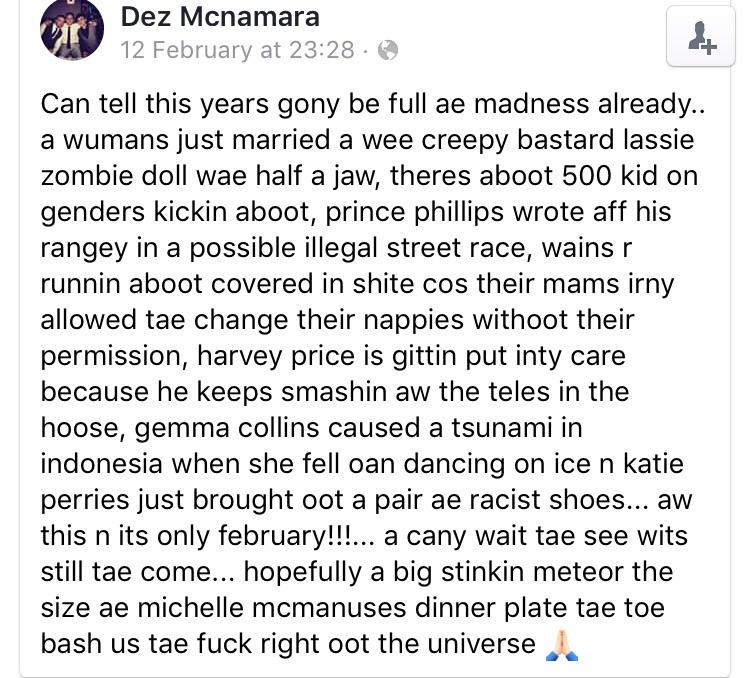 Dez Mcnamara
12 February at 23:28 ·
Can tell this years gony be full ae madness already..
a wumans just married a wee creepy bastard lassie
zombie doll wae half a jaw, theres aboot 500 kid on
genders kickin aboot, prince phillips wrote aff his
rangey in a possible illegal street race, wains r
runnin aboot covered in shite cos their mams irny
allowed tae change their nappies withoot their
permission, harvey price is gittin put inty care
because he keeps smashin aw the teles in the
hoose, gemma collins caused a tsunami in
indonesia when she fell oan dancing on ice n katie
perries just brought oot a pair ae racist shoes... aw
this n its only february!!!... a cany wait tae see wits
still tae come... hopefully a big stinkin meteor the
size ae michelle mcmanuses dinner plate tae toe
bash us tae fuck right oot the universe 🙏🏻